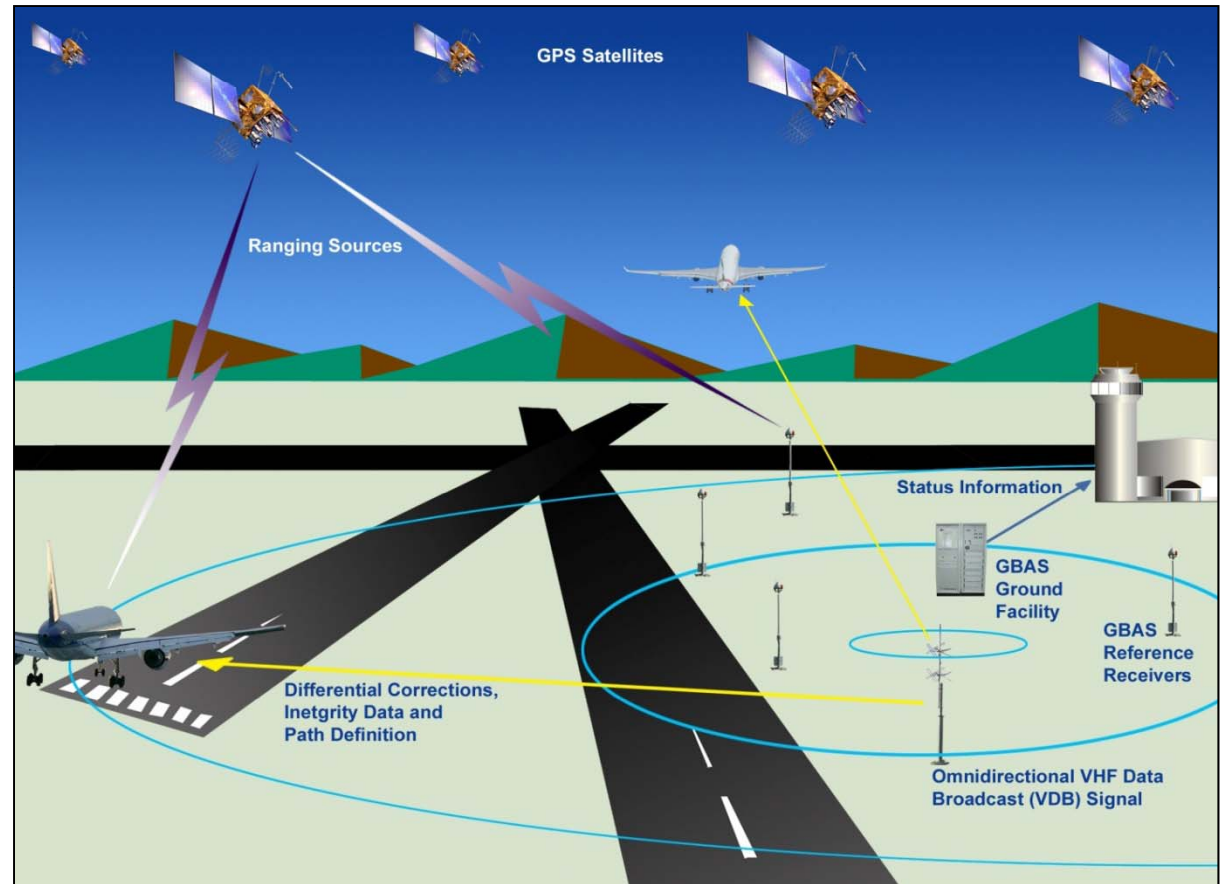 GPS Satellites
Ranging Sources
Status Information
GBAS
Ground
Facility
GBAS
Reference
Receivers
Differential Corrections,
Inetgrity Data and
Path Definition
Omnidirectional VHF Data
Broadcast (VDB) Signal